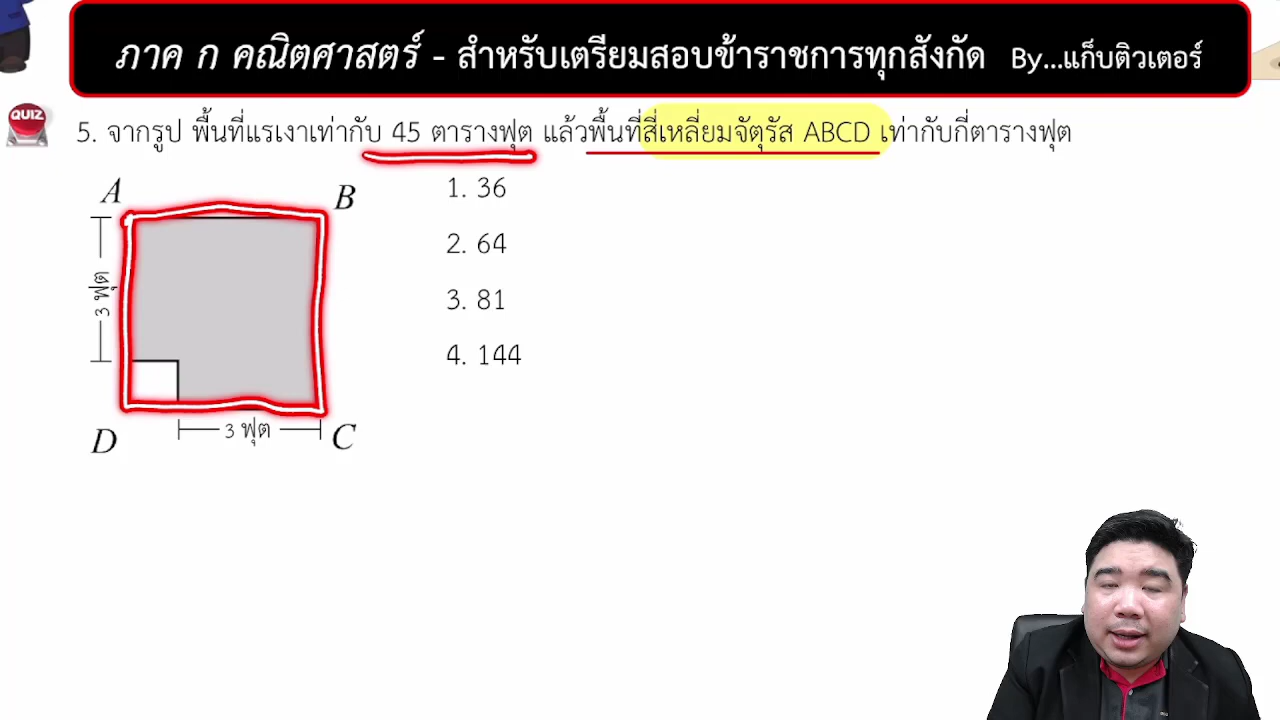 ภาค ก คณิตศาสตร์ - สำหรับเตรียมสอบข้าราชการทุกสังกัด By...แก็บติวเตอร์
QUIZ
5. จากรูป พื้นที่แรเงาเท่ากับ 45 ตารางฟุต แล้วพื้นที่สี่เหลี่ยมจัตุรัส ABCD เท่ากับกี่ตารางฟุต
A
B
1. 36
2. 64
3 ฟุต
3. 81
4. 144
3 ฟุต
D
C